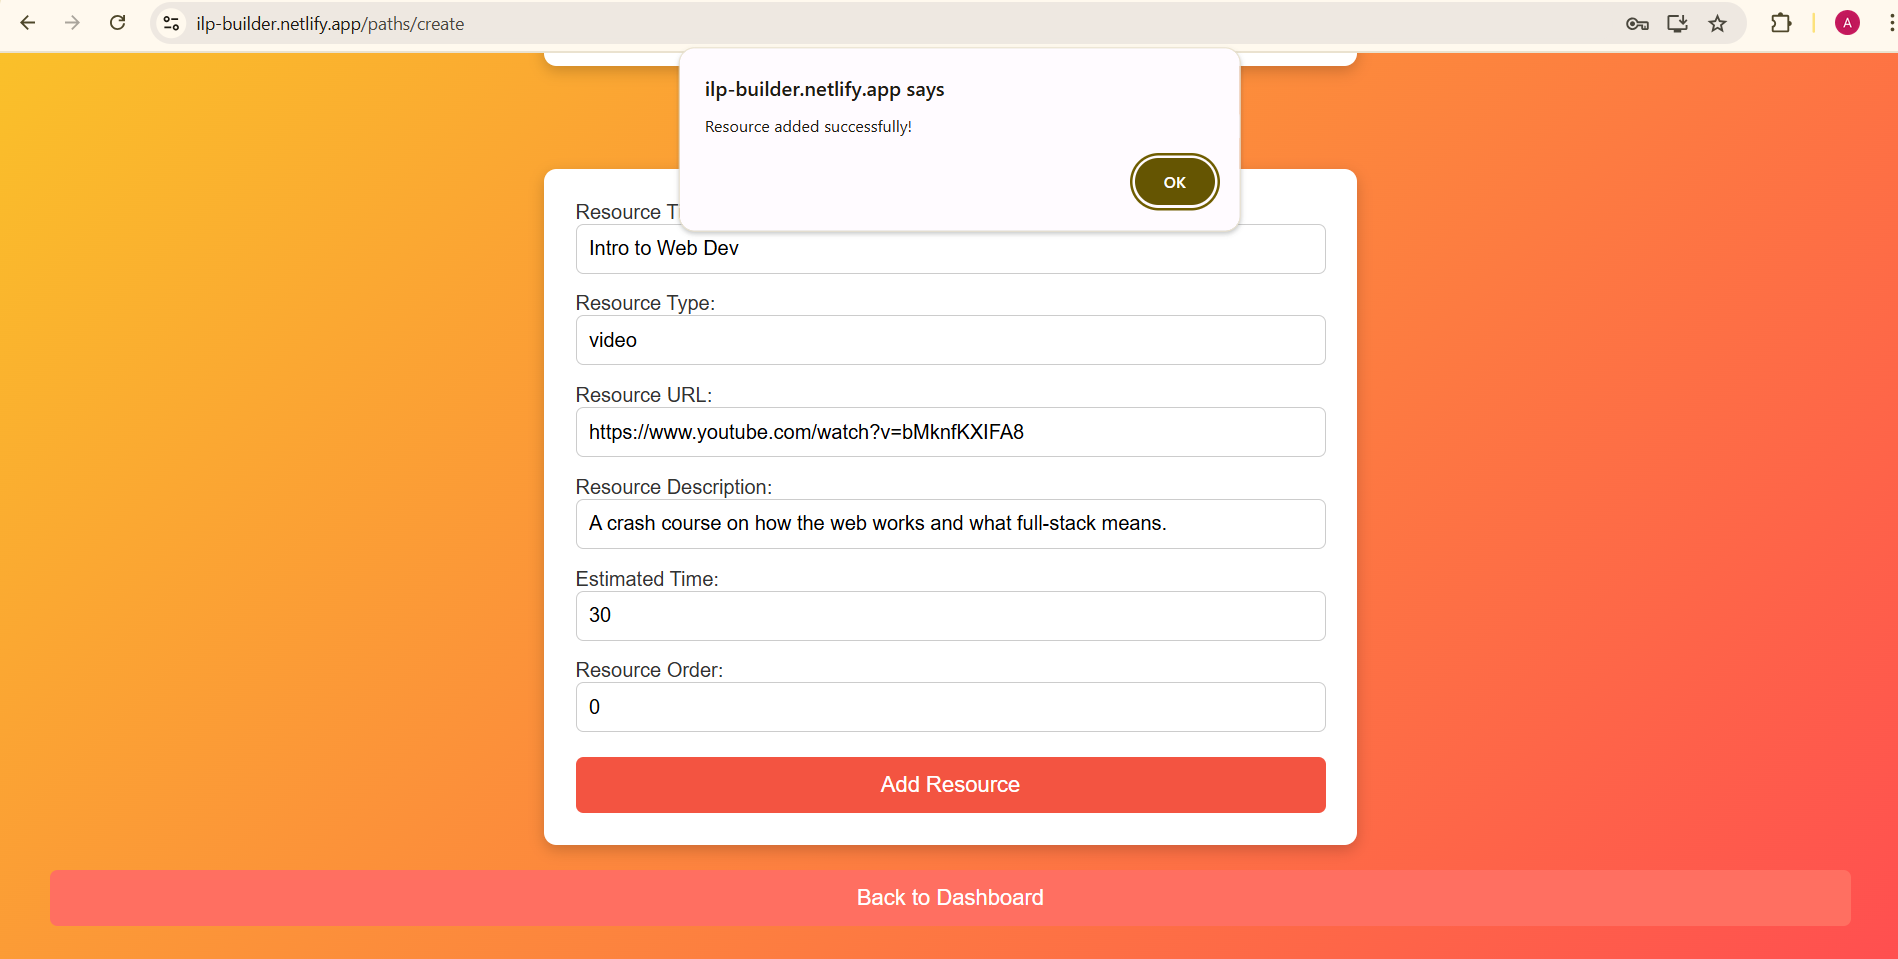 ilp-builder.netlify.app/paths/create
A
ilp-builder.netlify.app says
Resource added successfully!
OK
Resource T
Intro to Web Dev
Resource Type:
video
Resource URL:
https://www.youtube.com/watch?v=bMknfKXIFA8
Resource Description:
A crash course on how the web works and what full-stack means.
Estimated Time:
30
Resource Order:
0
Add Resource
Back to Dashboard